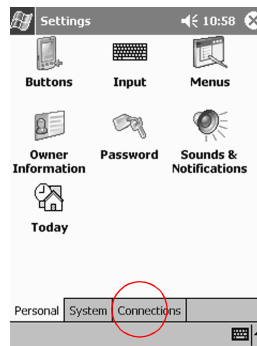 Settings 10:58
Buttons Input Menus
Owner Information Password Sounds & Notifications
Today
Personal System Connections